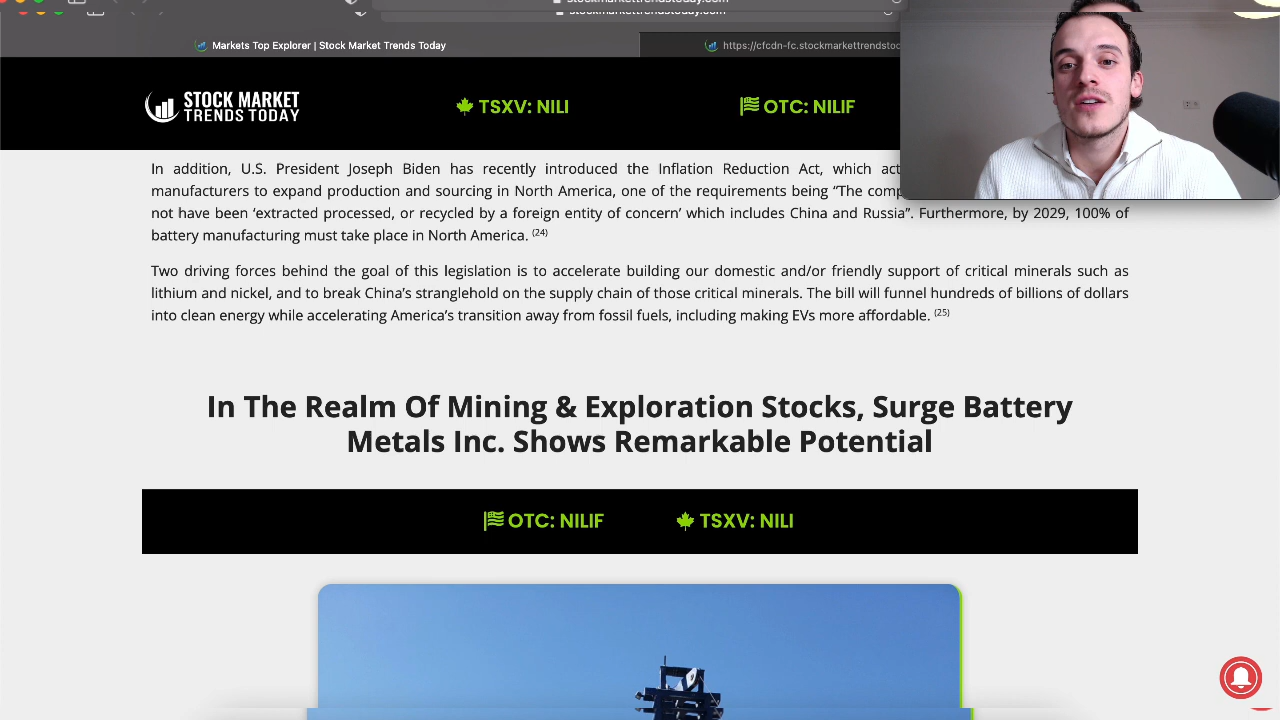 stockmarkettrendstoday.com
stockmarkettrendstoday.com
Markets Top Explorer | Stock Market Trends Today
https://cfcdn-fc.stockmarkettrendstoc
STOCK MARKET
TRENDS TODAY
TSXV: NILI
OTC: NILIF
In addition, U.S. President Joseph Biden has recently introduced the Inflation Reduction Act, which act
manufacturers to expand production and sourcing in North America, one of the requirements being “The comp
not have been ‘extracted processed, or recycled by a foreign entity of concern’ which includes China and Russia”. Furthermore, by 2029, 100% of
battery manufacturing must take place in North America. (24)
Two driving forces behind the goal of this legislation is to accelerate building our domestic and/or friendly support of critical minerals such as
lithium and nickel, and to break China’s stranglehold on the supply chain of those critical minerals. The bill will funnel hundreds of billions of dollars
into clean energy while accelerating America’s transition away from fossil fuels, including making EVs more affordable. (25)
In The Realm Of Mining & Exploration Stocks, Surge Battery
Metals Inc. Shows Remarkable Potential
OTC: NILIF
TSXV: NILI